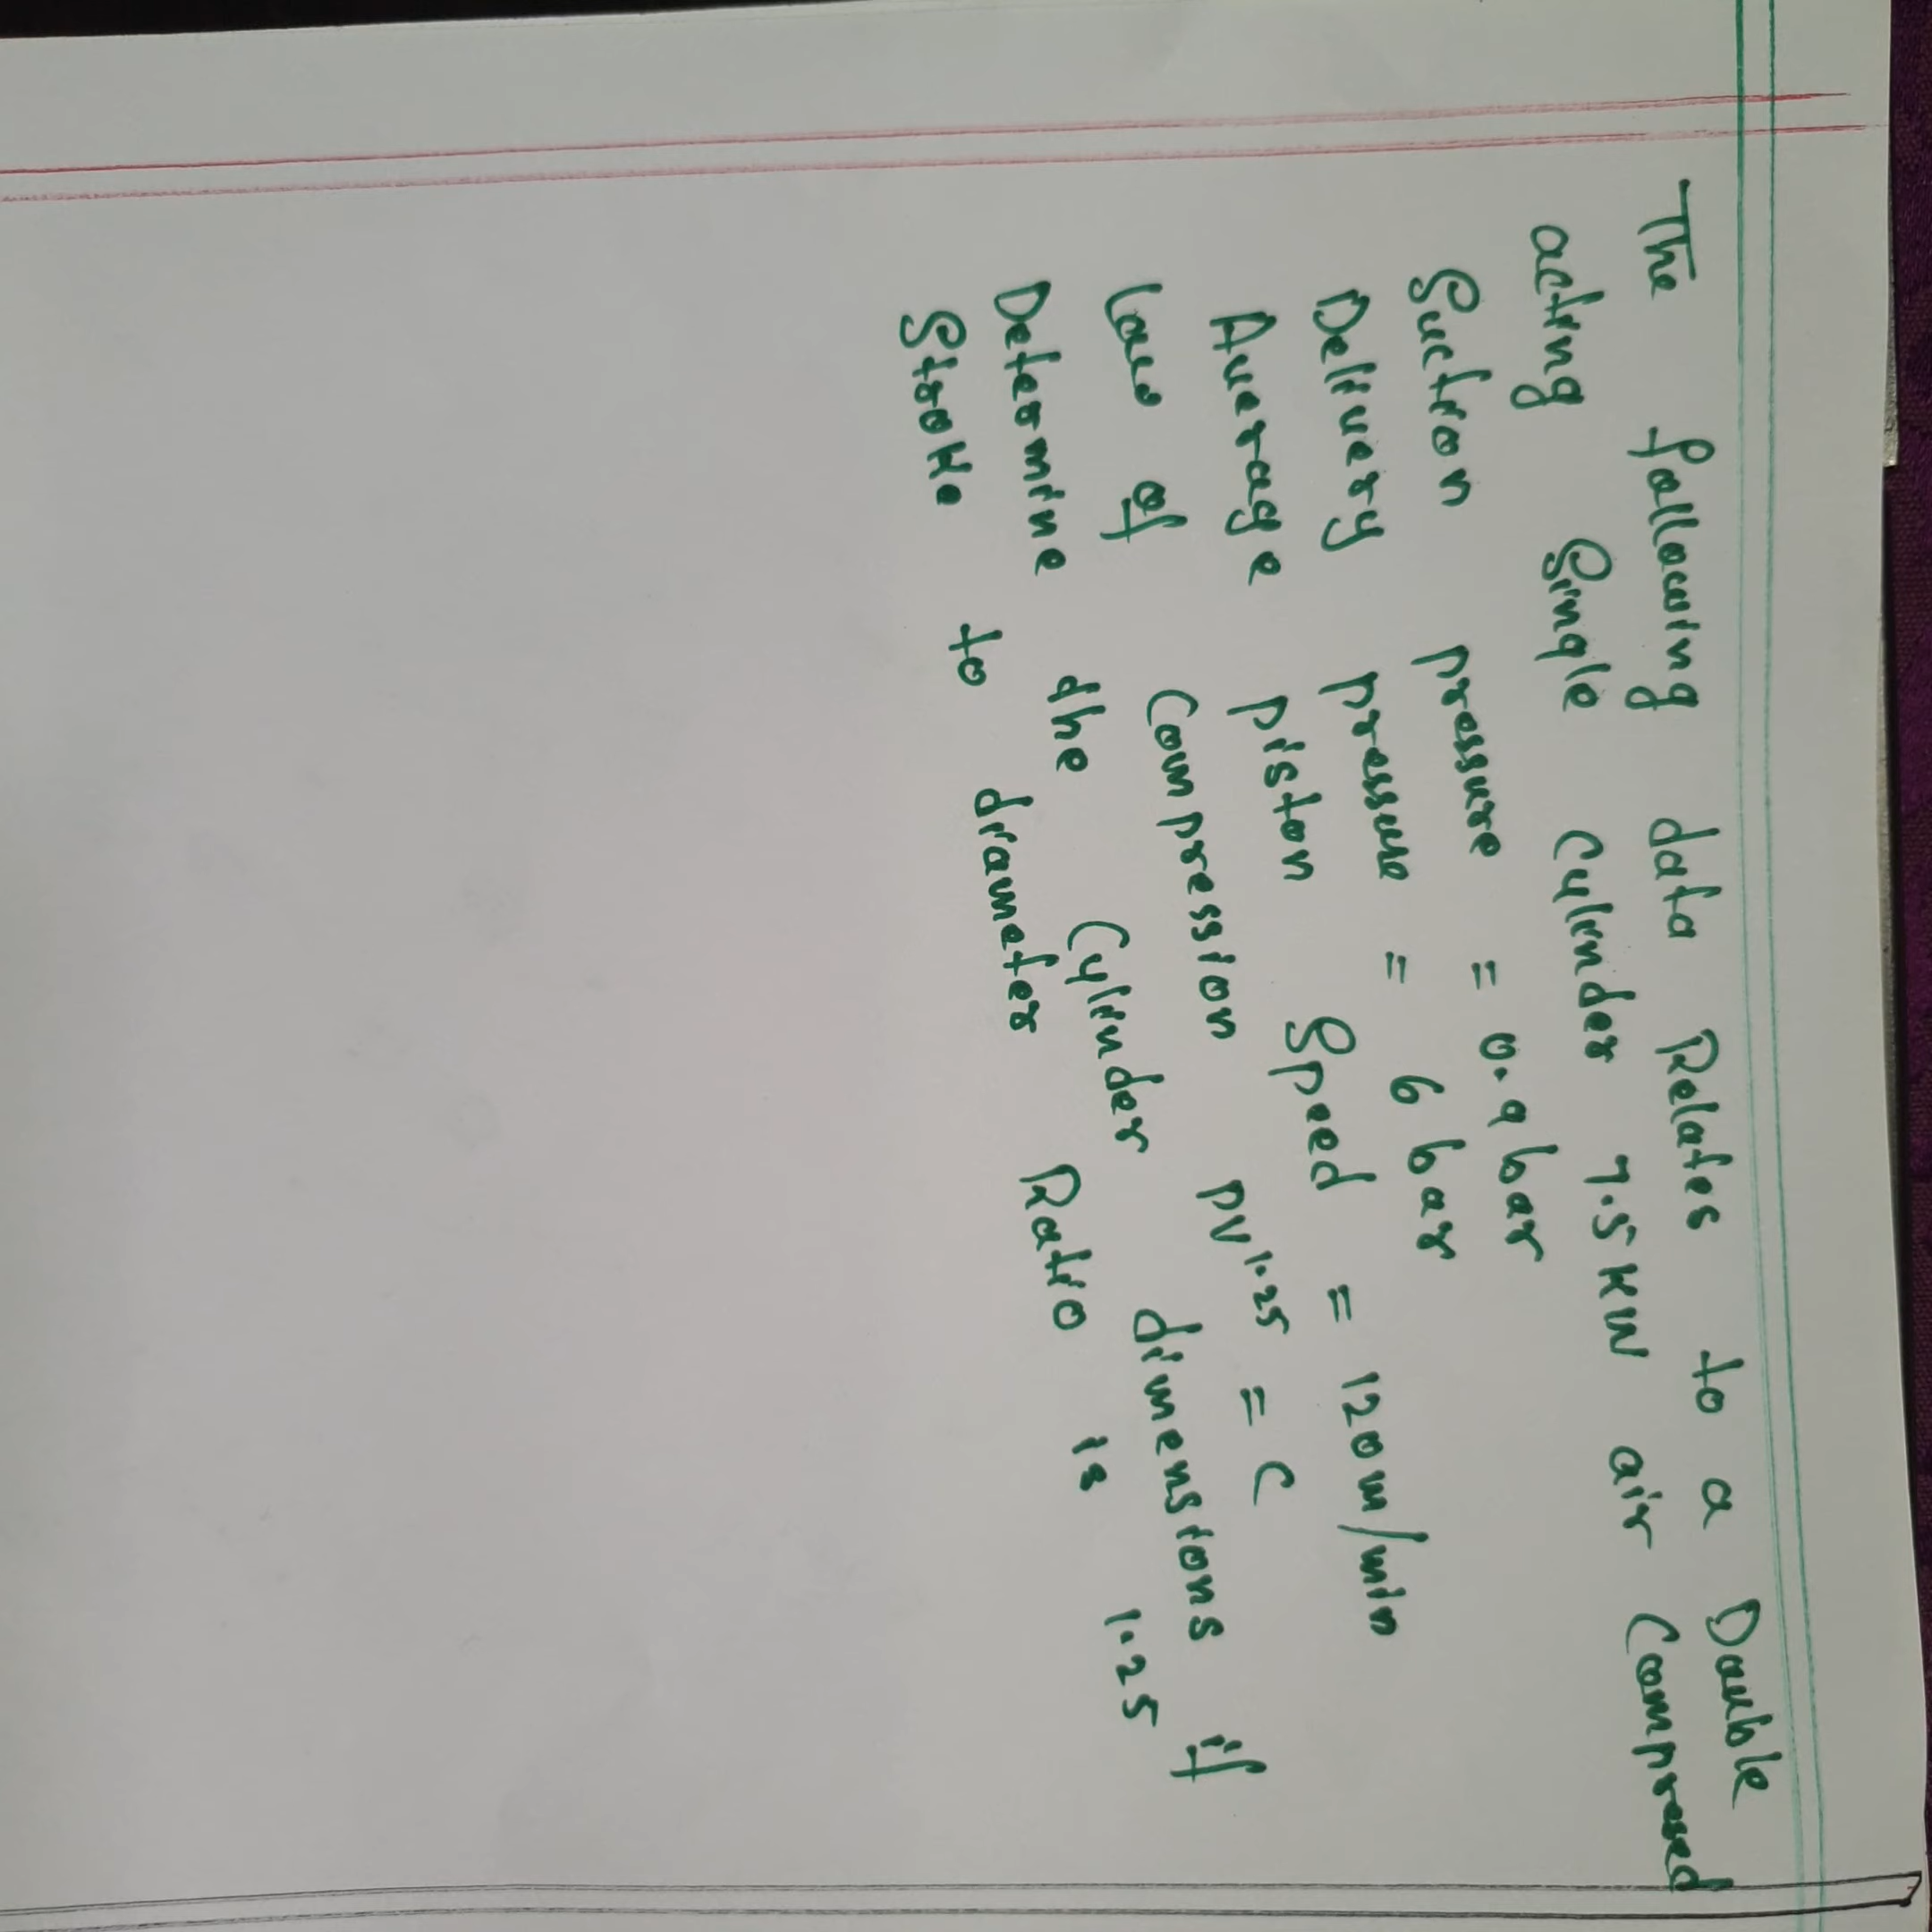 The following data Relates to a Double
acting Single Cylinder 7.5 KW air Compressed
Suction pressure = 0.9 bar
Delivery pressure = 6 bar
Average piston Speed = 120m/min
Law of Compression PV^1.25 = C
Determine the Cylinder dimensions if
Stroke to diameter Ratio is 1.25